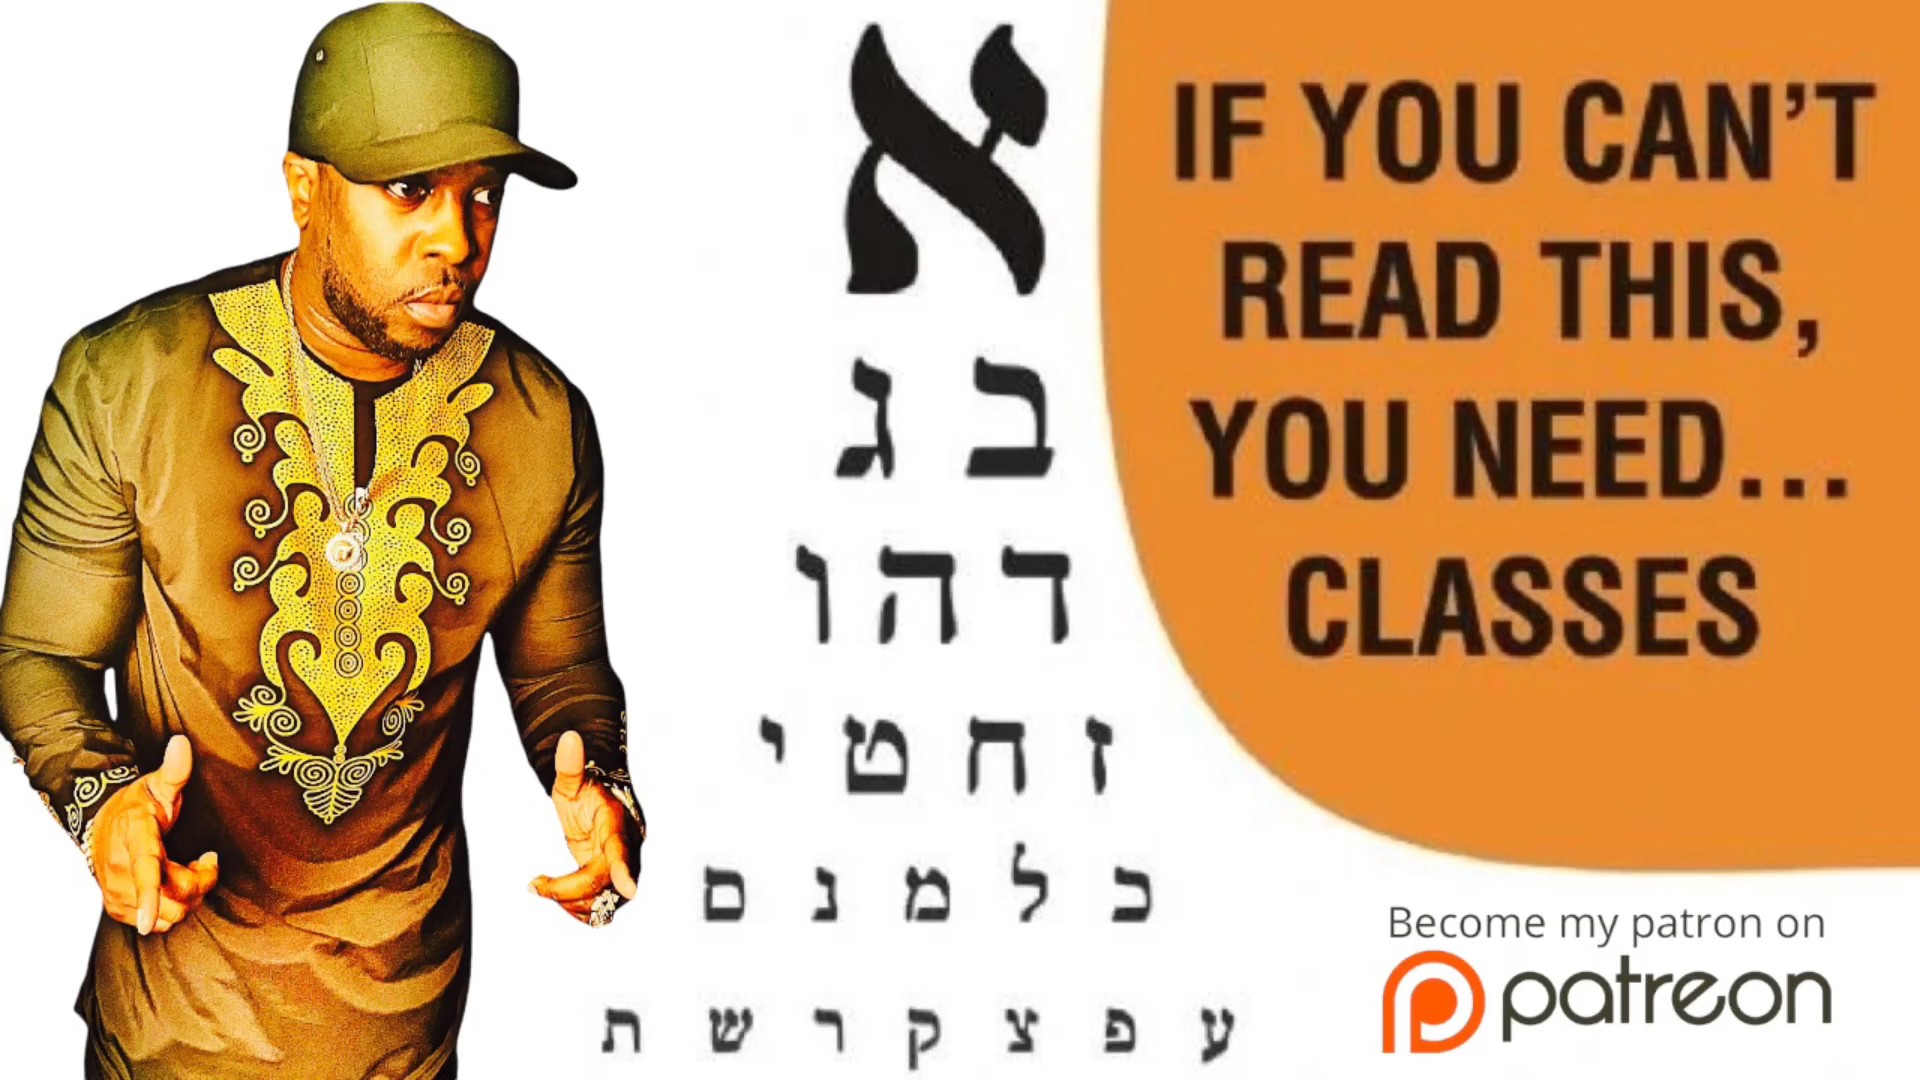 א
ב ג
ד ה ו
ז ח ט י
כ ל מ נ ם
ע פ צ ק ר ש ת
IF YOU CAN'T
READ THIS,
YOU NEED...
CLASSES
Become my patron on
patreon